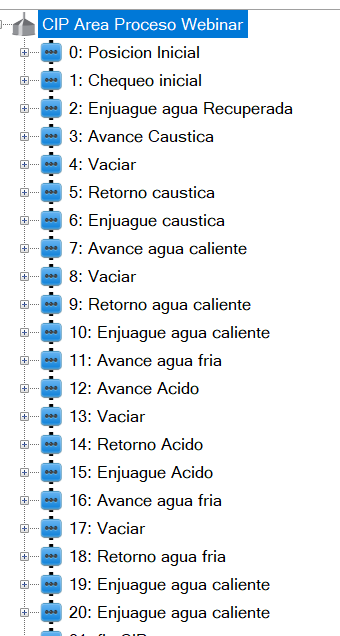 CIP Area Proceso Webinar
0: Posicion Inicial
1: Chequeo inicial
2: Enjuague agua Recuperada
3: Avance Caustica
4: Vaciar
5: Retorno caustica
6: Enjuague caustica
7: Avance agua caliente
8: Vaciar
9: Retorno agua caliente
10: Enjuague agua caliente
11: Avance agua fria
12: Avance Acido
13: Vaciar
14: Retorno Acido
15: Enjuague Acido
16: Avance agua fria
17: Vaciar
18: Retorno agua fria
19: Enjuague agua caliente
20: Enjuague agua caliente